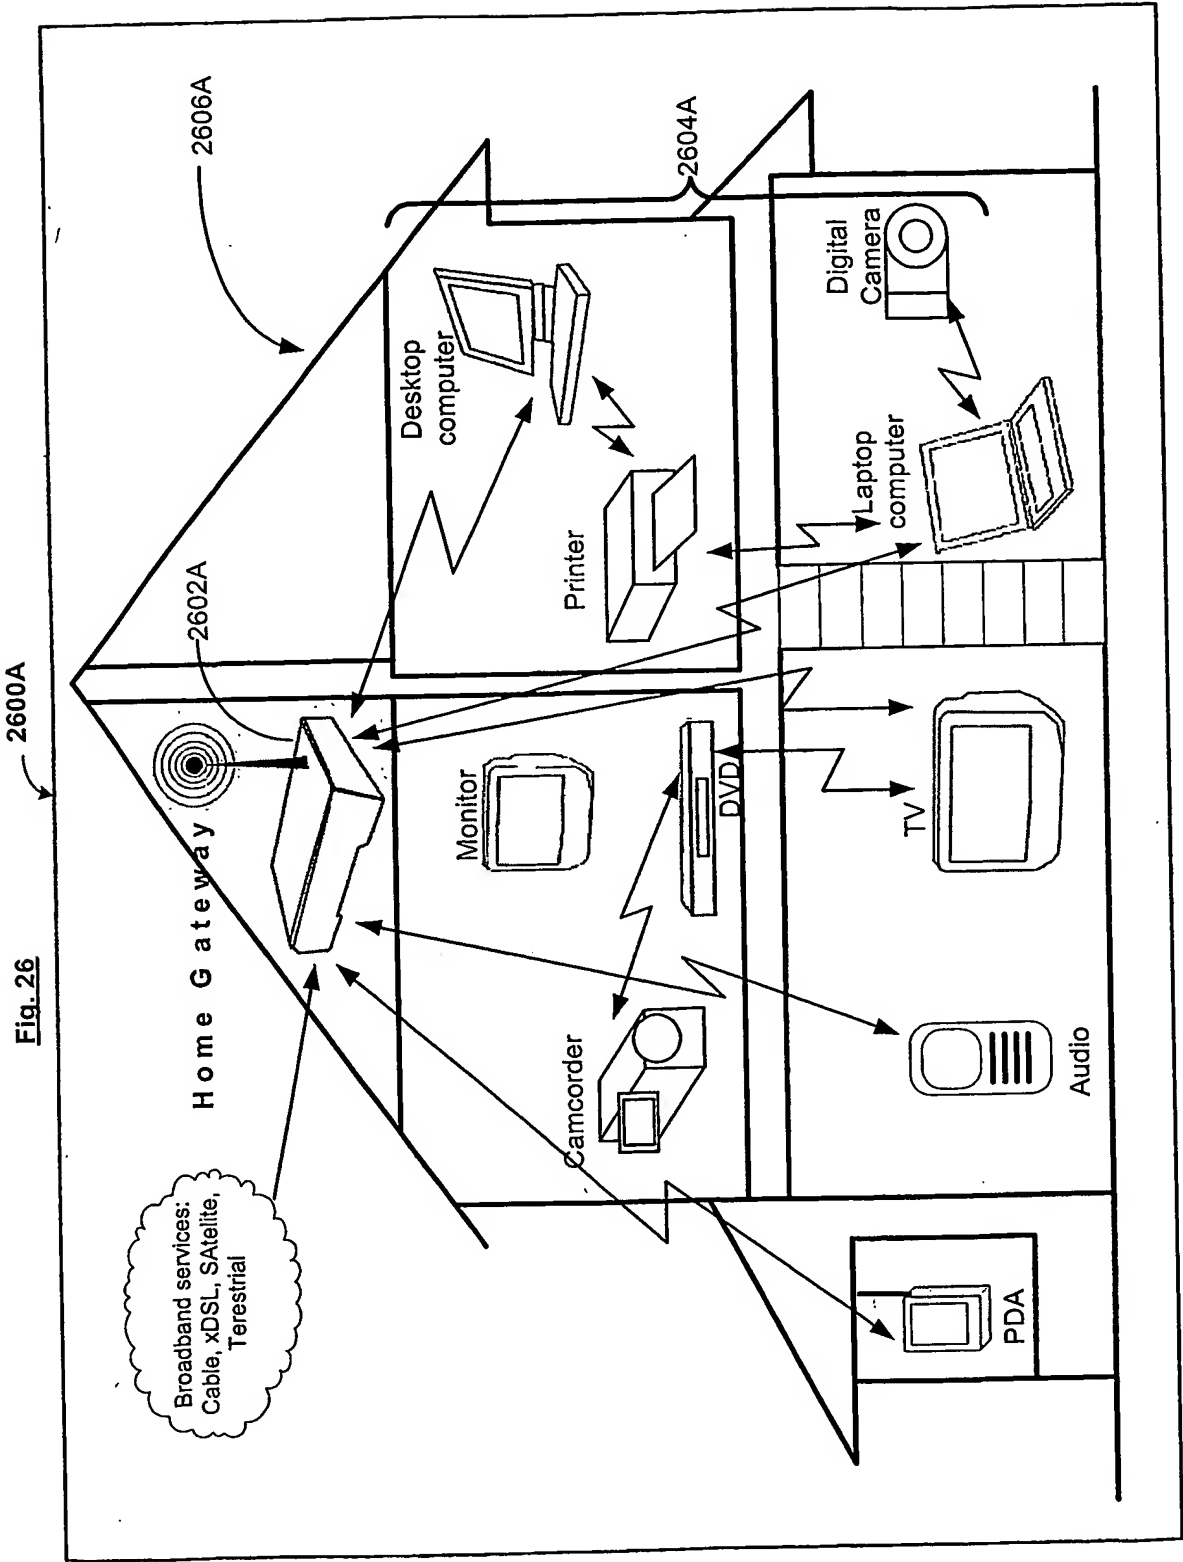 Fig. 26
2600A
2606A
2602A
Home Gateway
Broadband services:
Cable, xDSL, SAtelite,
Terestrial
2604A
Desktop
computer
Monitor
Printer
Camcorder
DVD
Digital
Camera
Laptop
computer
TV
Audio
PDA